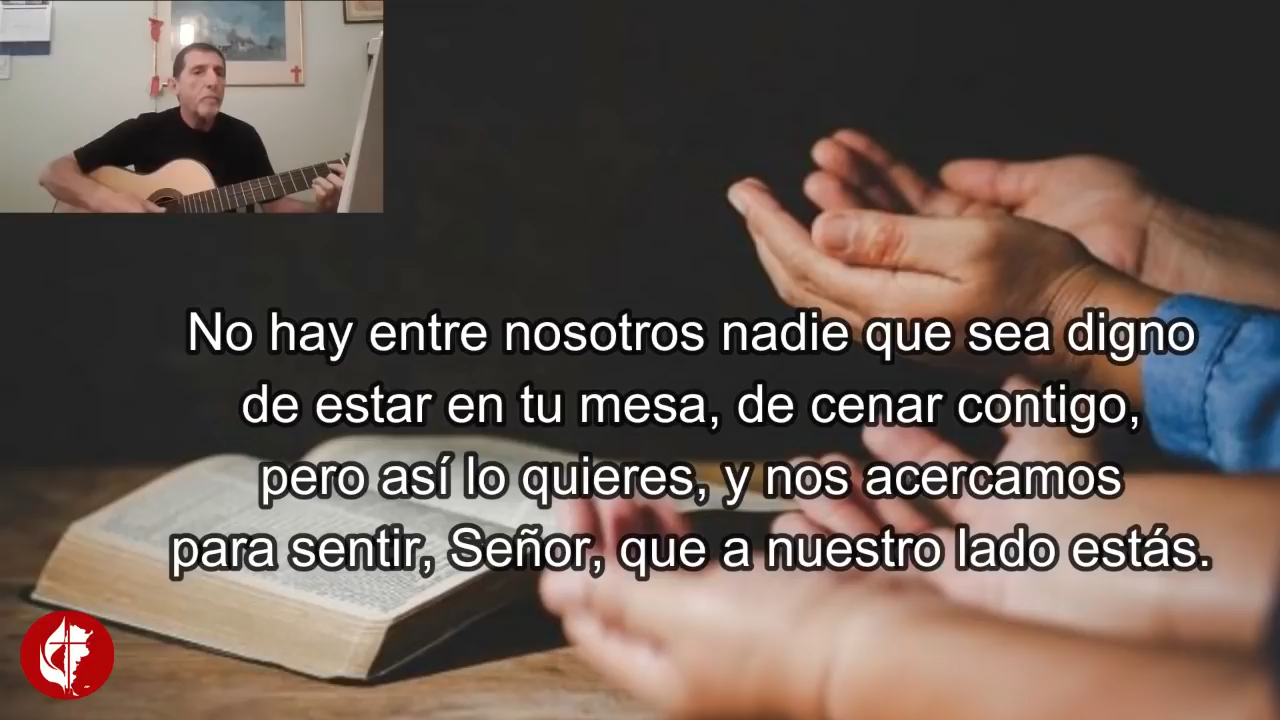 No hay entre nosotros nadie que sea digno
de estar en tu mesa, de cenar contigo,
pero así lo quieres, y nos acercamos
para sentir, Señor, que a nuestro lado estás.